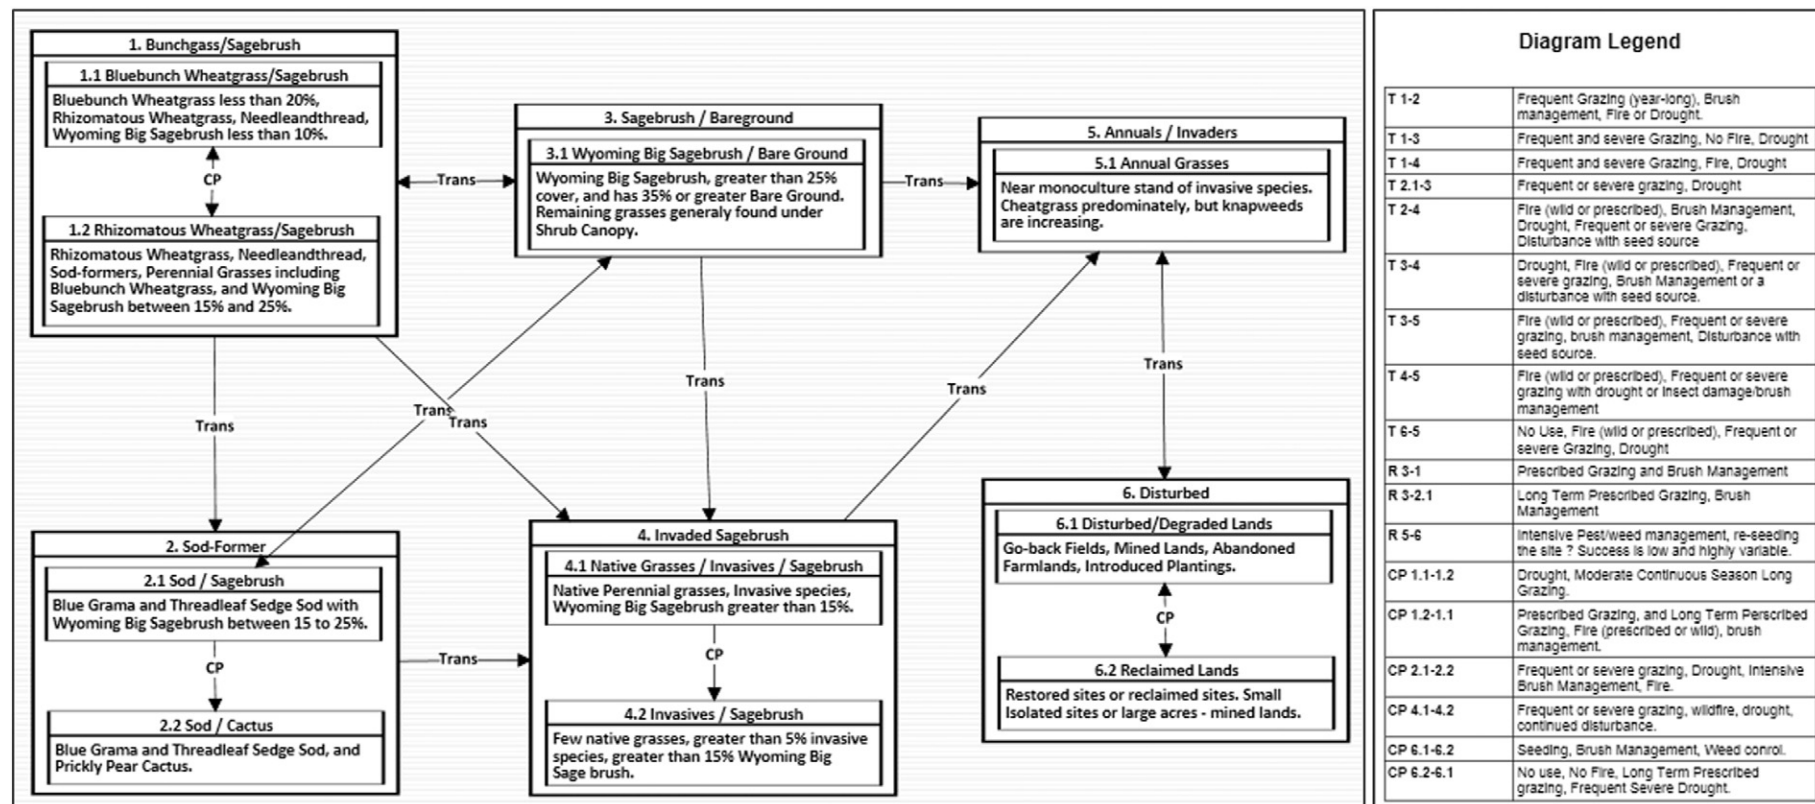 1. Bunchgass/Sagebrush
1.1 Bluebunch Wheatgrass/Sagebrush
Bluebunch Wheatgrass less than 20%,
Rhizomatous Wheatgrass, Needleandthread,
Wyoming Big Sagebrush less than 10%.
CP
1.2 Rhizomatous Wheatgrass/Sagebrush
Rhizomatous Wheatgrass, Needleandthread,
Sod-formers, Perennial Grasses including
Bluebunch Wheatgrass, and Wyoming Big
Sagebrush between 15% and 25%.
Trans
3. Sagebrush / Bareground
3.1 Wyoming Big Sagebrush / Bare Ground
Wyoming Big Sagebrush, greater than 25%
cover, and has 35% or greater Bare Ground.
Remaining grasses generaly found under
Shrub Canopy.
Trans
5. Annuals / Invaders
5.1 Annual Grasses
Near monoculture stand of invasive species.
Cheatgrass predominately, but knapweeds
are increasing.
Trans
Trans
Trans
Trans
Trans
Trans
2. Sod-Former
2.1 Sod / Sagebrush
Blue Grama and Threadleaf Sedge Sod with
Wyoming Big Sagebrush between 15 to 25%.
CP
2.2 Sod / Cactus
Blue Grama and Threadleaf Sedge Sod, and
Prickly Pear Cactus.
Trans
4. Invaded Sagebrush
4.1 Native Grasses / Invasives / Sagebrush
Native Perennial grasses, Invasive species,
Wyoming Big Sagebrush greater than 15%.
CP
4.2 Invasives / Sagebrush
Few native grasses, greater than 5% invasive
species, greater than 15% Wyoming Big
Sage brush.
6. Disturbed
6.1 Disturbed/Degraded Lands
Go-back Fields, Mined Lands, Abandoned
Farmlands, Introduced Plantings.
CP
6.2 Reclaimed Lands
Restored sites or reclaimed sites. Small
Isolated sites or large acres - mined lands.
Diagram Legend
T 1-2 Frequent Grazing (year-long), Brush
management, Fire or Drought.
T 1-3 Frequent and severe Grazing, No Fire, Drought
T 1-4 Frequent and severe Grazing, Fire, Drought
T 2.1-3 Frequent or severe grazing, Drought
T 2-4 Fire (wild or prescribed), Brush Management,
Drought, Frequent or severe Grazing,
Disturbance with seed source
T 3-4 Drought, Fire (wild or prescribed), Frequent or
severe grazing, Brush Management or a
disturbance with seed source.
T 3-5 Fire (wild or prescribed), Frequent or severe
grazing, brush management, Disturbance with
seed source.
T 4-5 Fire (wild or prescribed), Frequent or severe
grazing with drought or insect damage/brush
management
T 6-5 No Use, Fire (wild or prescribed), Frequent or
severe Grazing, Drought
R 3-1 Prescribed Grazing and Brush Management
R 3-2.1 Long Term Prescribed Grazing, Brush
Management
R 5-6 Intensive Pest/weed management, re-seeding
the site ? Success is low and highly variable.
CP 1.1-1.2 Drought, Moderate Continuous Season Long
Grazing.
CP 1.2-1.1 Prescribed Grazing, and Long Term Perscribed
Grazing, Fire (prescribed or wild), brush
management.
CP 2.1-2.2 Frequent or severe grazing, Drought, Intensive
Brush Management, Fire.
CP 4.1-4.2 Frequent or severe grazing, wildfire, drought,
continued disturbance.
CP 6.1-6.2 Seeding, Brush Management, Weed conrol.
CP 6.2-6.1 No use, No Fire, Long Term Prescribed
grazing, Frequent Severe Drought.